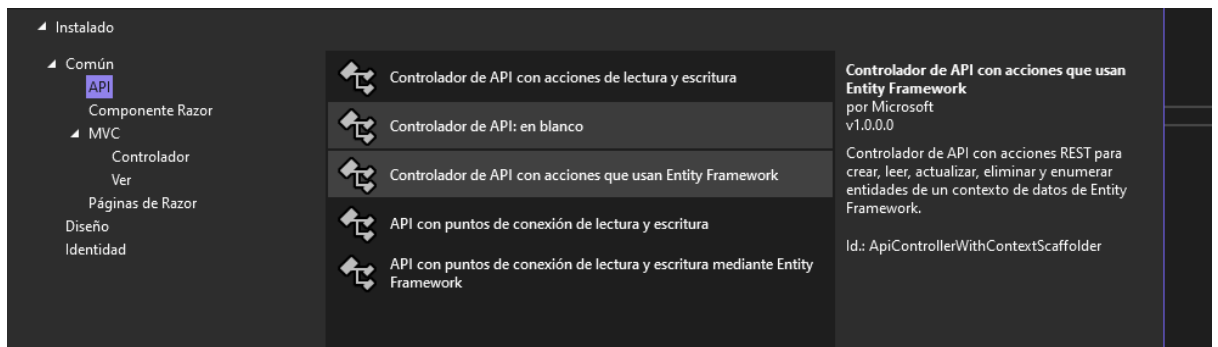 Instalado
Común
API
Componente Razor
MVC
Controlador
Ver
Páginas de Razor
Diseño
Identidad
Controlador de API con acciones de lectura y escritura
Controlador de API: en blanco
Controlador de API con acciones que usan Entity Framework
API con puntos de conexión de lectura y escritura
API con puntos de conexión de lectura y escritura mediante Entity
Framework
Controlador de API con acciones que usan
Entity Framework
por Microsoft
v1.0.0.0
Controlador de API con acciones REST para
crear, leer, actualizar, eliminar y enumerar
entidades de un contexto de datos de Entity
Framework.
Id.: ApiControllerWithContextScaffolder